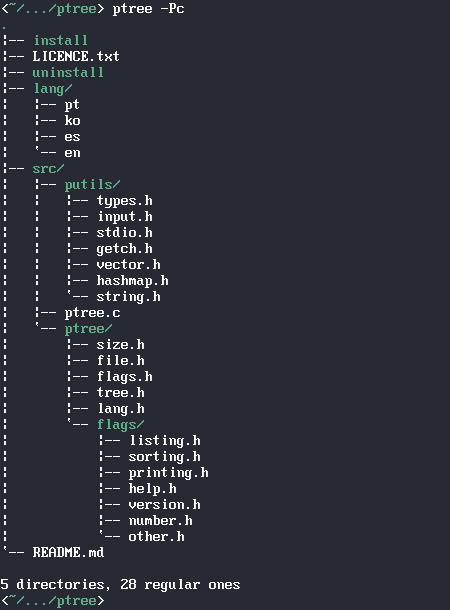 <~/.../ptree> ptree -Pc
.
¦-- install
¦-- LICENCE.txt
¦-- uninstall
¦-- lang/
¦   ¦-- pt
¦   ¦-- ko
¦   ¦-- es
¦   `-- en
¦-- src/
¦   ¦-- putils/
¦   ¦   ¦-- types.h
¦   ¦   ¦-- input.h
¦   ¦   ¦-- stdio.h
¦   ¦   ¦-- getch.h
¦   ¦   ¦-- vector.h
¦   ¦   ¦-- hashmap.h
¦   ¦   `-- string.h
¦   ¦-- ptree.c
¦   `-- ptree/
¦       ¦-- size.h
¦       ¦-- file.h
¦       ¦-- flags.h
¦       ¦-- tree.h
¦       ¦-- lang.h
¦       `-- flags/
¦           ¦-- listing.h
¦           ¦-- sorting.h
¦           ¦-- printing.h
¦           ¦-- help.h
¦           ¦-- version.h
¦           ¦-- number.h
¦           `-- other.h
`-- README.md

5 directories, 28 regular ones
<~/.../ptree>